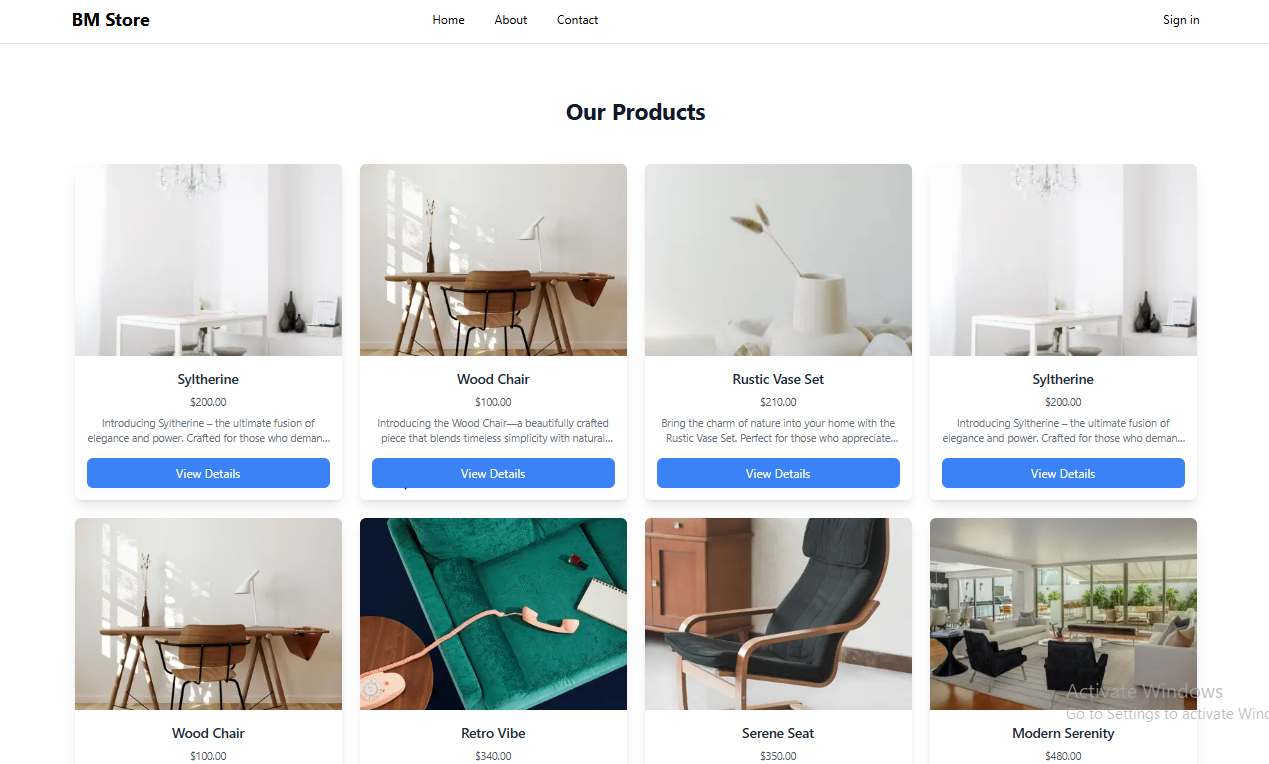 BM Store
Home
About
Contact
Sign in
Our Products
Syltherine
$200.00
Introducing Syltherine – the ultimate fusion of
elegance and power. Crafted for those who deman...
View Details
Wood Chair
$100.00
Introducing the Wood Chair—a beautifully crafted
piece that blends timeless simplicity with natural...
View Details
Rustic Vase Set
$210.00
Bring the charm of nature into your home with the
Rustic Vase Set. Perfect for those who appreciate...
View Details
Syltherine
$200.00
Introducing Syltherine – the ultimate fusion of
elegance and power. Crafted for those who deman...
View Details
Wood Chair
$100.00
Retro Vibe
$340.00
Serene Seat
$350.00
Modern Serenity
$480.00
Activate Windows
Go to Settings to activate Wind